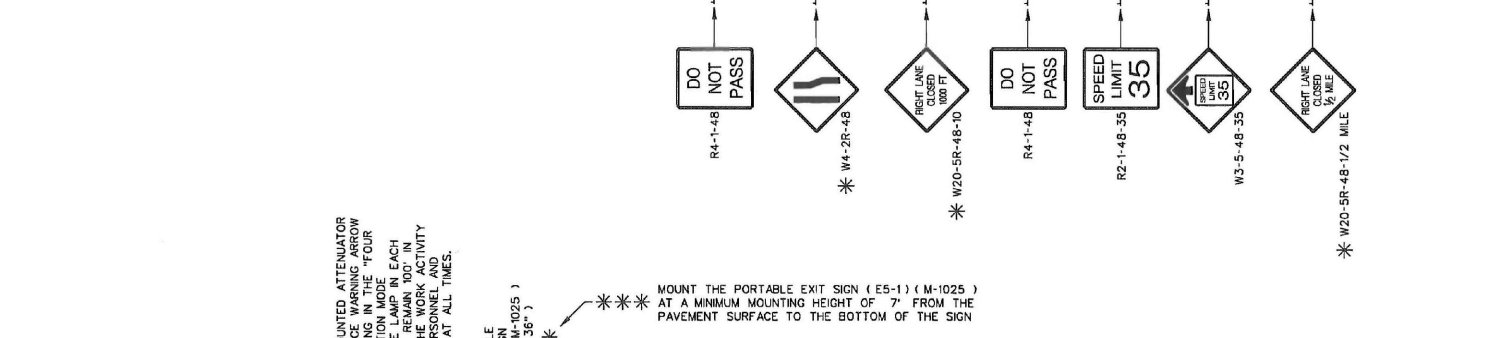 DO
NOT
PASS
R4-1-48
W4-2R-48
RIGHT LANE
CLOSED
1000 FT
W20-5R-48-10
DO
NOT
PASS
R4-1-48
SPEED
LIMIT
35
R2-1-48-35
SPEED
LIMIT
35
W3-5-48-35
RIGHT LANE
CLOSED
½ MILE
W20-5R-48-1/2 MILE
UNTED ATTENUATOR
CE WARNING ARROW
NG IN THE "FOUR
TION MODE
E LAMP IN EACH
REMAIN 100' IN
HE WORK ACTIVITY
RSONNEL AND
AT ALL TIMES.
LE
GN
M-1025 )
36" )
*** MOUNT THE PORTABLE EXIT SIGN ( E5-1 ) ( M-1025 )
AT A MINIMUM MOUNTING HEIGHT OF 7' FROM THE
PAVEMENT SURFACE TO THE BOTTOM OF THE SIGN